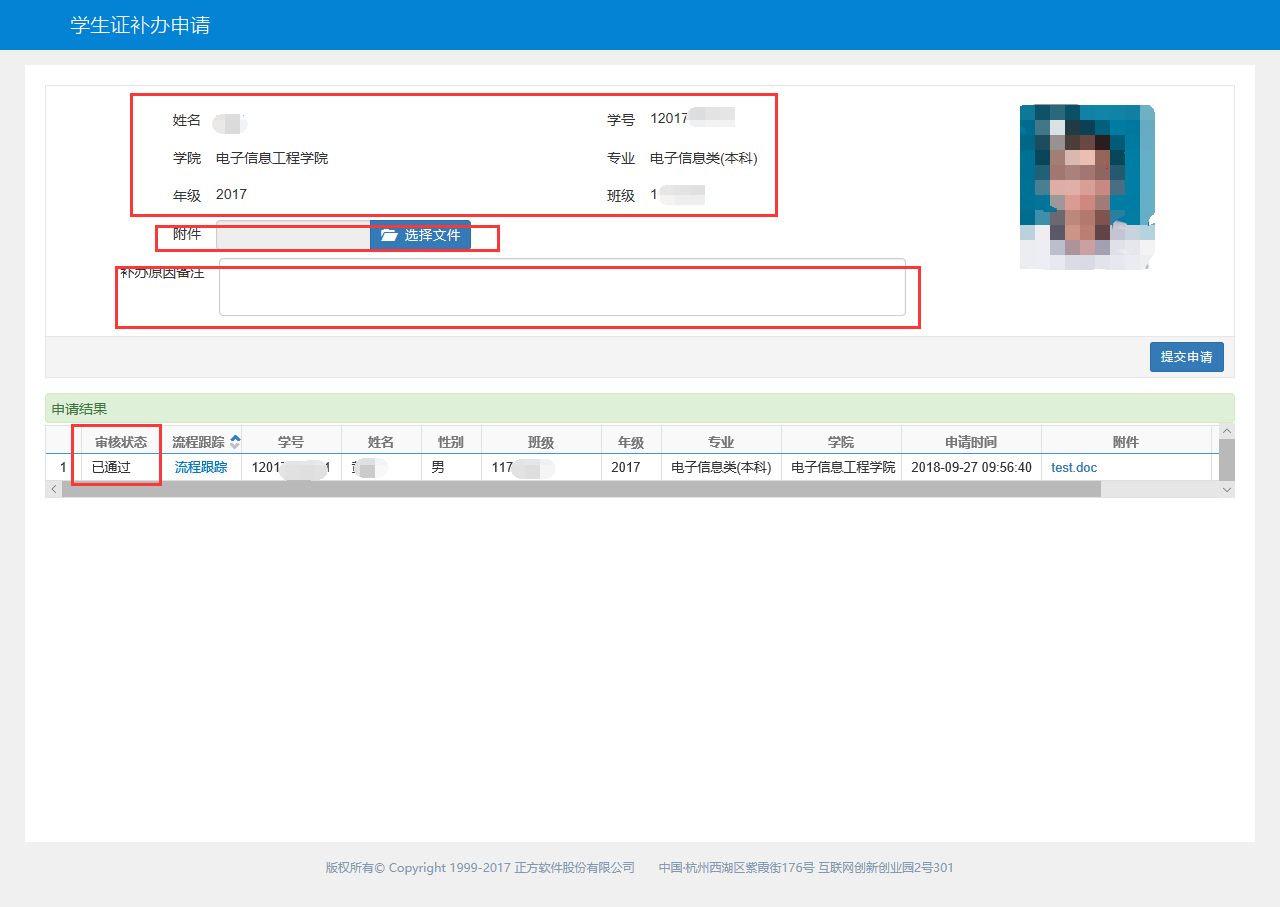 学生证补办申请
姓名 学号 12017
学院 电子信息工程学院 专业 电子信息类(本科)
年级 2017 班级 1
附件 选择文件
补办原因备注
提交申请
申请结果
审核状态 流程跟踪 学号 姓名 性别 班级 年级 专业 学院 申请时间 附件
1 已通过 流程跟踪 1201 男 117 2017 电子信息类(本科) 电子信息工程学院 2018-09-27 09:56:40 test.doc
版权所有© Copyright 1999-2017 正方软件股份有限公司 中国·杭州西湖区紫霞街176号 互联网创新创业园2号301